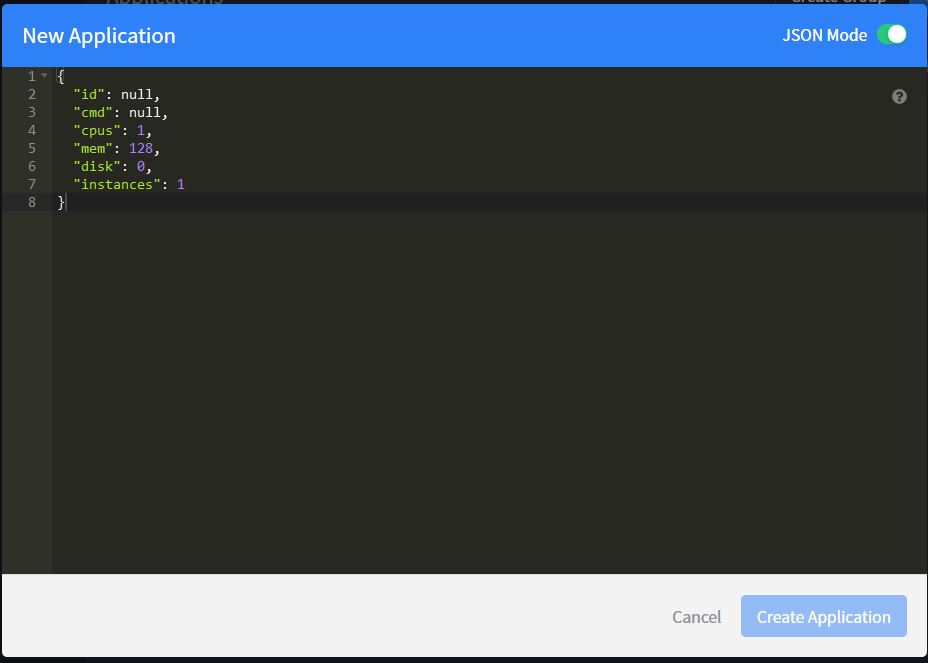 Applications
Create Group
New Application
JSON Mode
1 {
2 "id": null,
3 "cmd": null,
4 "cpus": 1,
5 "mem": 128,
6 "disk": 0,
7 "instances": 1
8 }
?
Cancel
Create Application